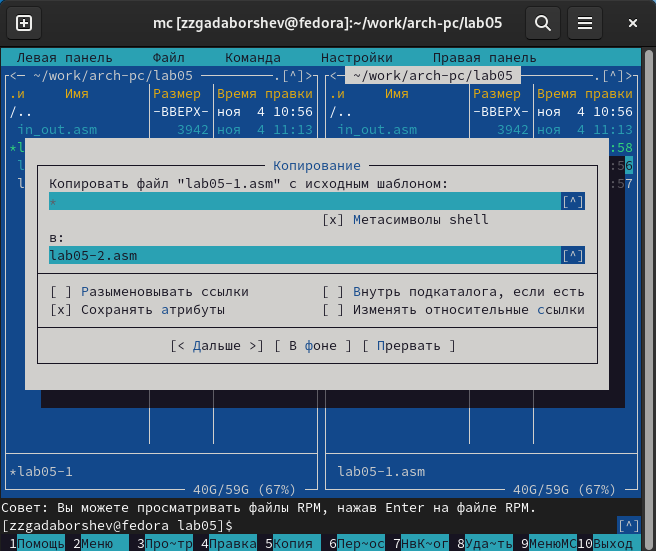 mc [zzgadaborshev@fedora]:~/work/arch-pc/lab05
Левая панель Файл Команда Настройки Правая панель
<─ ~/work/arch-pc/lab05 .[^]> <─ ~/work/arch-pc/lab05 .[^]>
.и Имя Размер Время правки .и Имя Размер Время правки
/.. -ВВЕРХ- ноя 4 10:56 /.. -ВВЕРХ- ноя 4 10:56
in_out.asm 3942 ноя 4 11:13 in_out.asm 3942 ноя 4 11:13
*l :58
l :56
l :57
Копирование
Копировать файл "lab05-1.asm" с исходным шаблоном:
* [^]
[x] Метасимволы shell
в:
lab05-2.asm [^]
[ ] Разыменовывать ссылки [ ] Внутрь подкаталога, если есть
[x] Сохранять атрибуты [ ] Изменять относительные ссылки
[< Дальше >] [ В фоне ] [ Прервать ]
*lab05-1 lab05-1.asm
40G/59G (67%) 40G/59G (67%)
Совет: Вы можете просматривать файлы RPM, нажав Enter на файле RPM.
[zzgadaborshev@fedora lab05]$ [^]
1Помощь 2Меню 3Про~тр 4Правка 5Копия 6Пер~ос 7НвК~ог 8Уда~ть 9МенюМС 10Выход